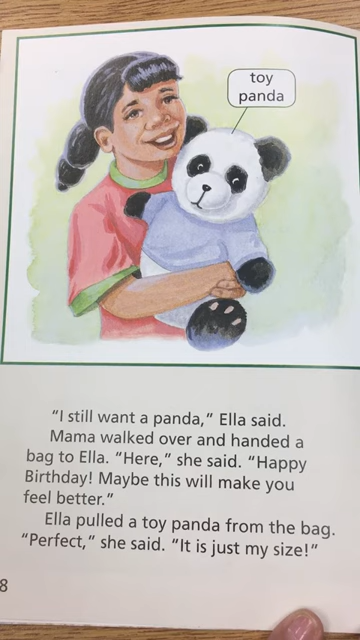 toy
panda
"I still want a panda," Ella said.
Mama walked over and handed a
bag to Ella. "Here," she said. "Happy
Birthday! Maybe this will make you
feel better."
Ella pulled a toy panda from the bag.
"Perfect," she said. "It is just my size!"
8